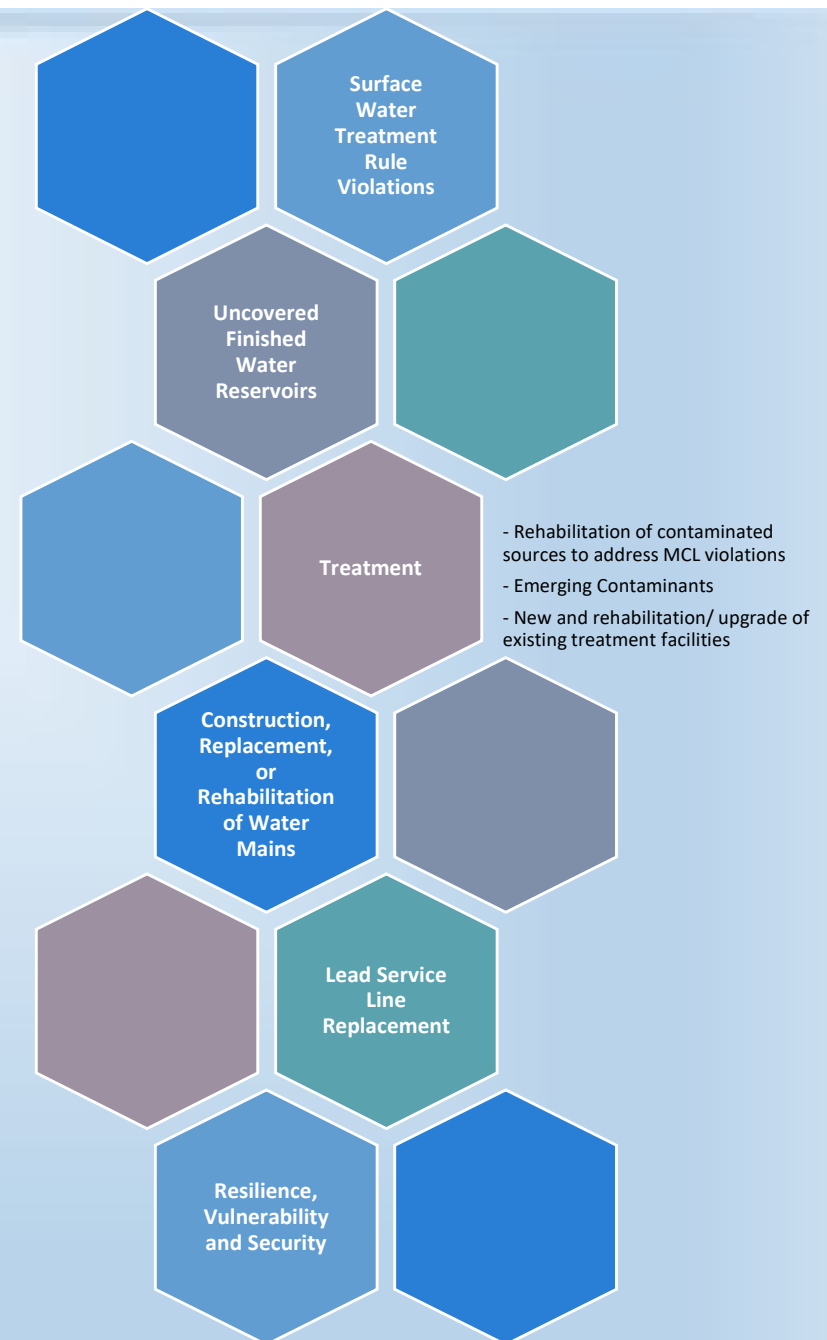 Surface
Water
Treatment
Rule
Violations
Uncovered
Finished
Water
Reservoirs
Treatment
- Rehabilitation of contaminated
sources to address MCL violations
- Emerging Contaminants
- New and rehabilitation/ upgrade of
existing treatment facilities
Construction,
Replacement,
or
Rehabilitation
of Water
Mains
Lead Service
Line
Replacement
Resilience,
Vulnerability
and Security